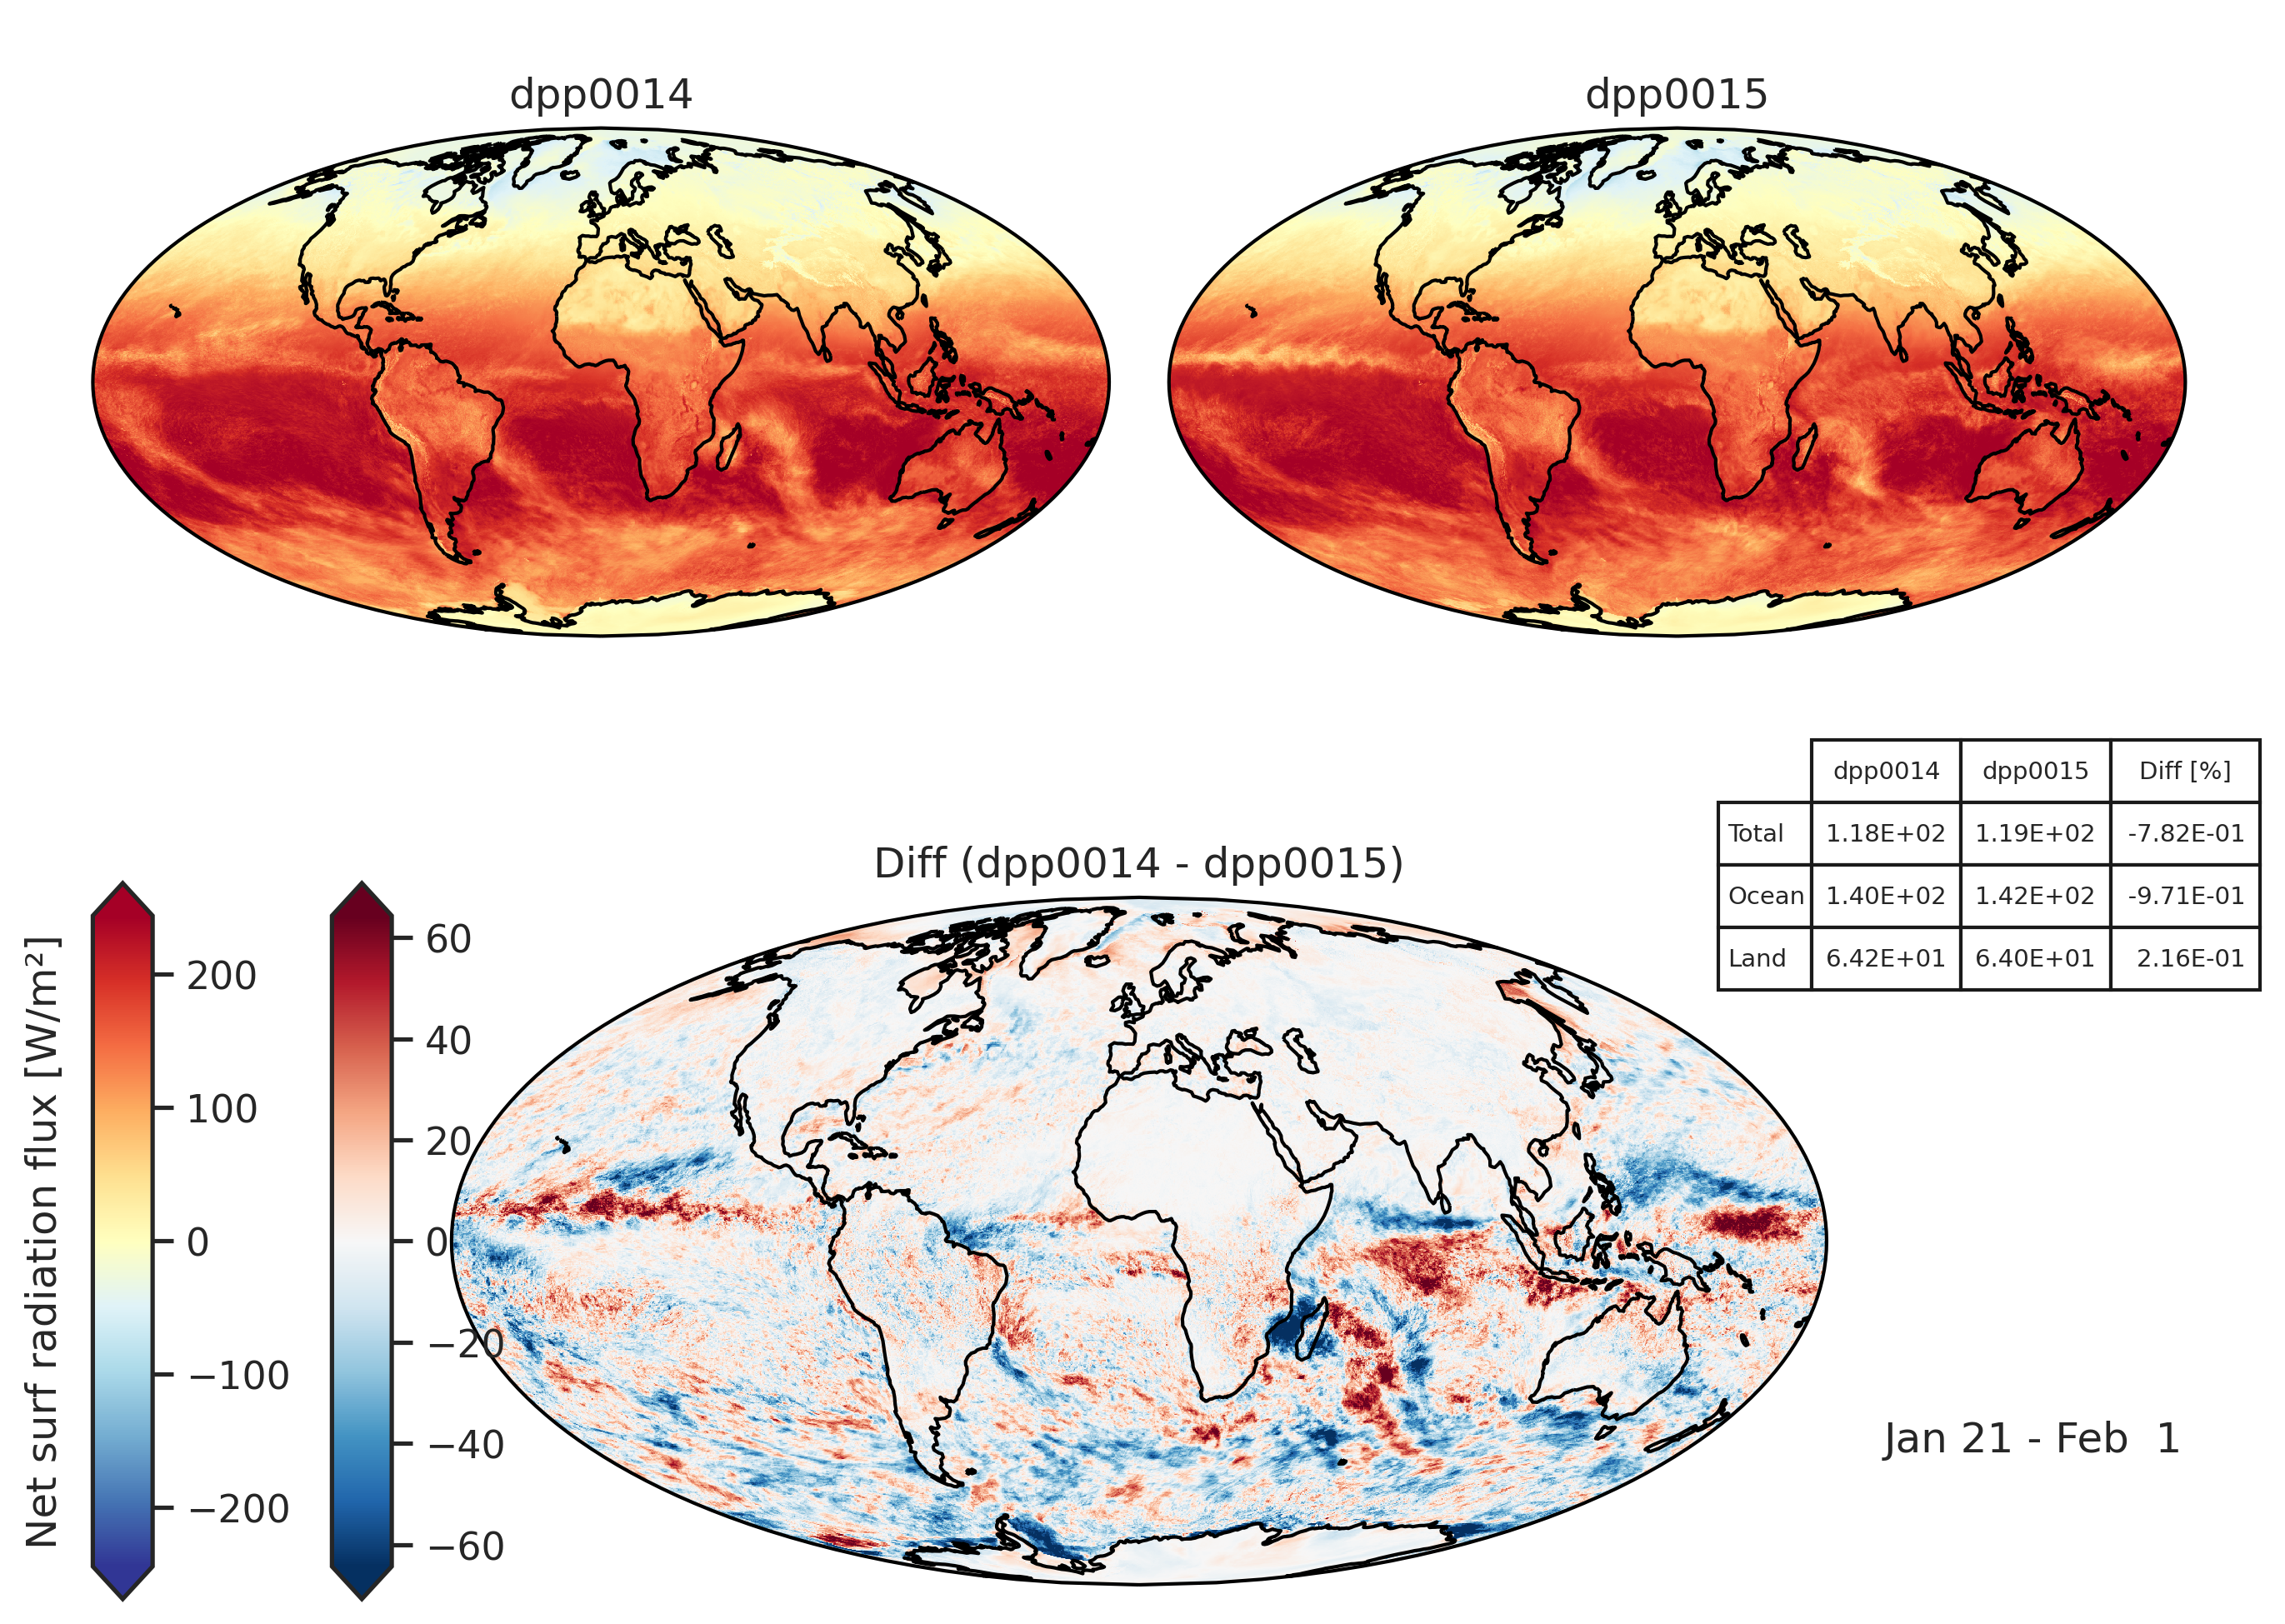 dpp0014
dpp0015
dpp0014 dpp0015 Diff [%]
Total 1.18E+02 1.19E+02 -7.82E-01
Ocean 1.40E+02 1.42E+02 -9.71E-01
Land 6.42E+01 6.40E+01 2.16E-01
Diff (dpp0014 - dpp0015)
Net surf radiation flux [W/m²]
200
100
0
−100
−200
60
40
20
0
−20
−40
−60
Jan 21 - Feb  1